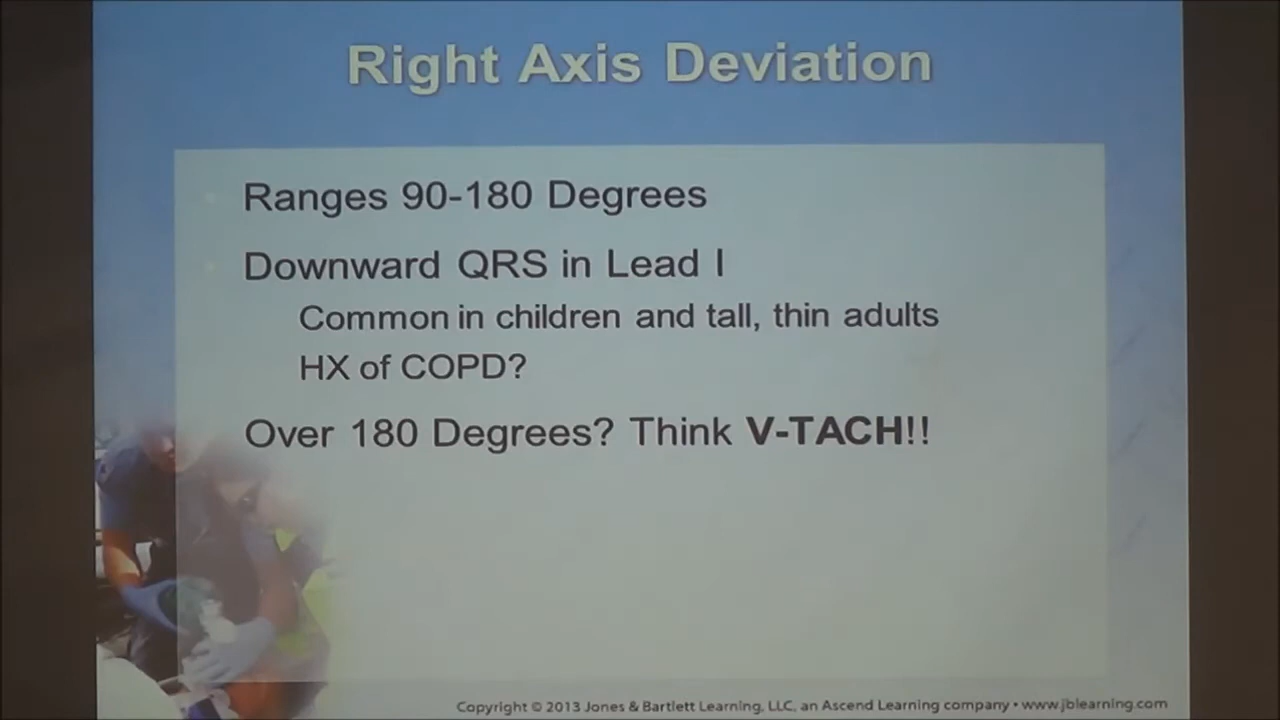 Right Axis Deviation
Ranges 90-180 Degrees
Downward QRS in Lead I
Common in children and tall, thin adults
HX of COPD?
Over 180 Degrees? Think V-TACH!!
Copyright © 2013 Jones & Bartlett Learning, LLC, an Ascend Learning company • www.jblearning.com